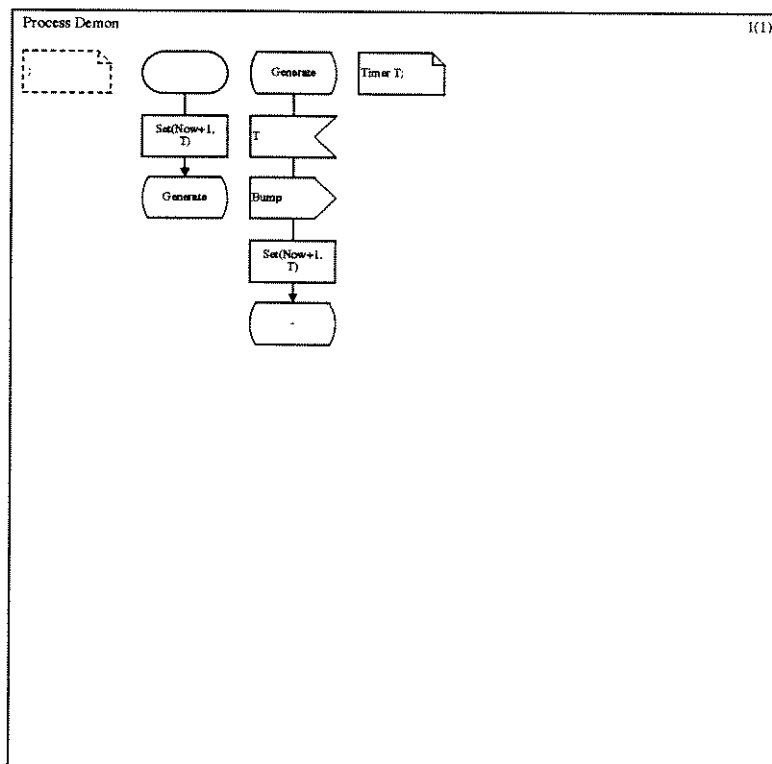 Process Demon
1(1)
;
Generate
Timer T;
Set(Now+1,
T)
T
Generate
Bump
Set(Now+1,
T)
-